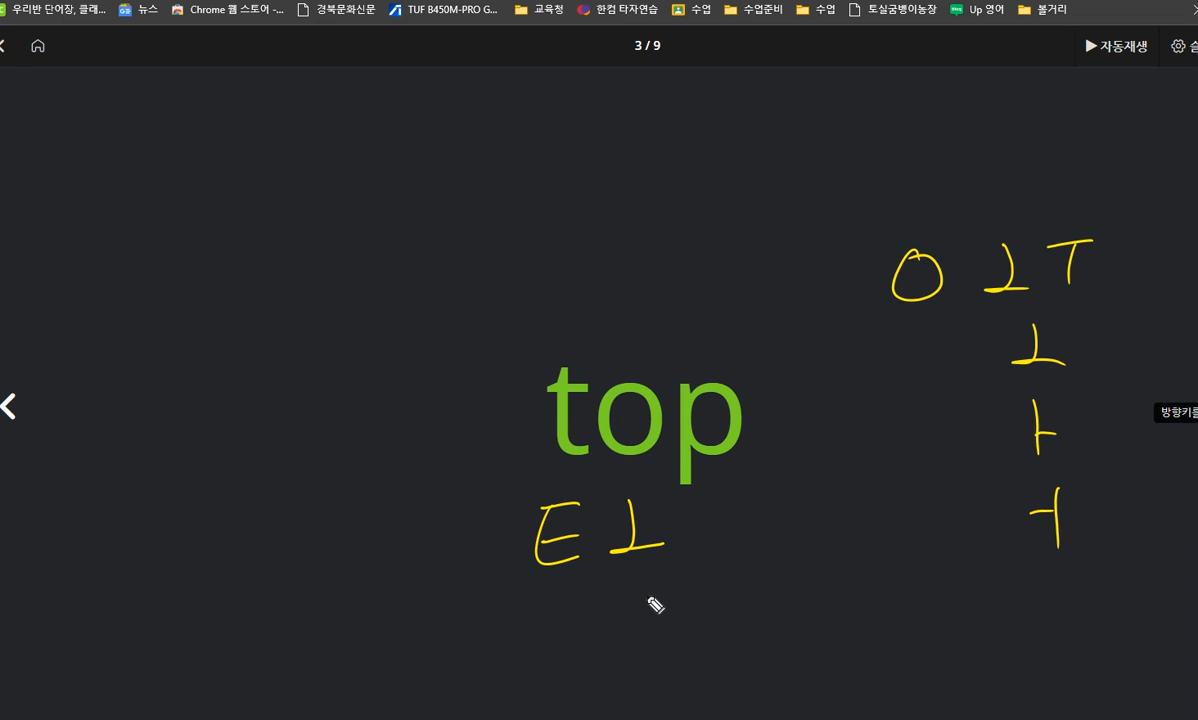 우리반 단어장, 클래... 뉴스 Chrome 웹 스토어 -... 경북문화신문 TUF B450M-PRO G... 교육청 한컴 타자연습 수업 수업준비 수업 토실굼벵이농장 Up 영어 볼거리
3 / 9 자동재생
ㅇ ㅗ ㅜ
ㅗ
ㅏ
top
방향키를
ㅓ
ㅌ ㅗ